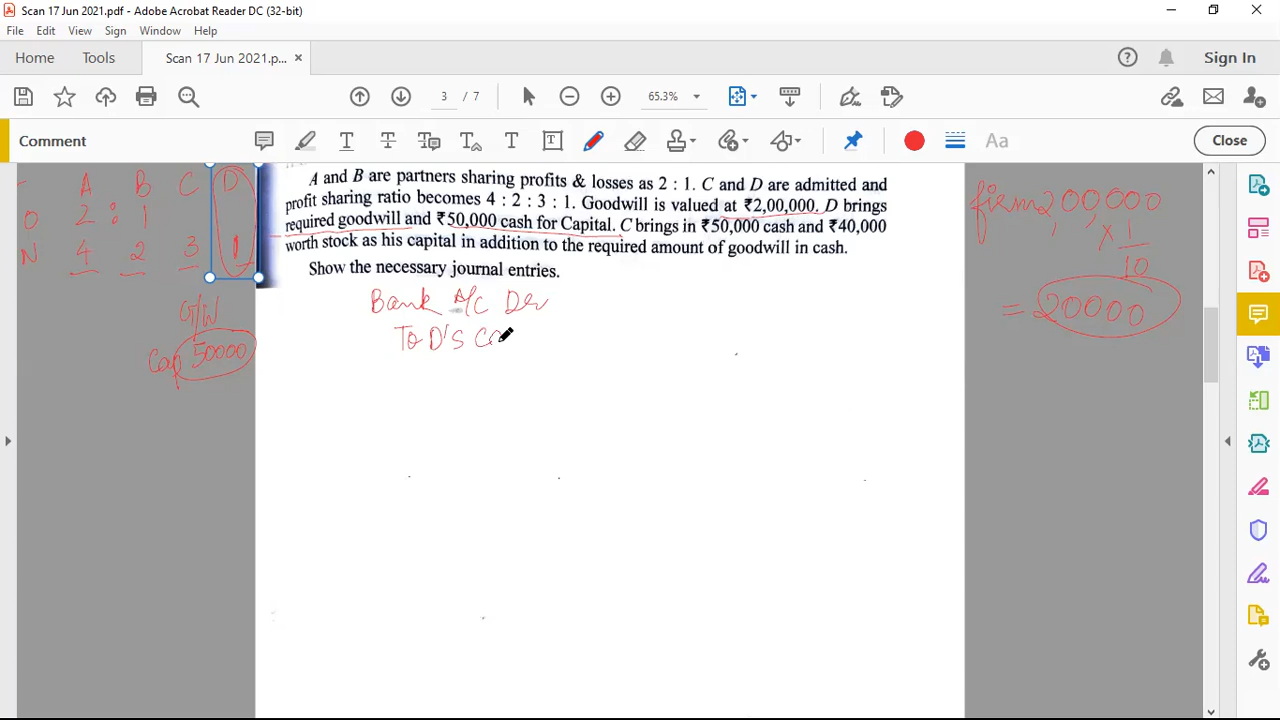 Scan 17 Jun 2021.pdf - Adobe Acrobat Reader DC (32-bit)
File Edit View Sign Window Help
Home Tools Scan 17 Jun 2021.p... × Sign In
3 / 7 65.3%
Comment Close
A B C D
O 2 : 1
N 4 2 3 1
G/W
Cap 50000
A and B are partners sharing profits & losses as 2 : 1. C and D are admitted and
profit sharing ratio becomes 4 : 2 : 3 : 1. Goodwill is valued at ₹2,00,000. D brings
required goodwill and ₹50,000 cash for Capital. C brings in ₹50,000 cash and ₹40,000
worth stock as his capital in addition to the required amount of goodwill in cash.
Show the necessary journal entries.
Bank A/C Dr
To D's Ca
firm 2,00,000
× 1
10
= 20000